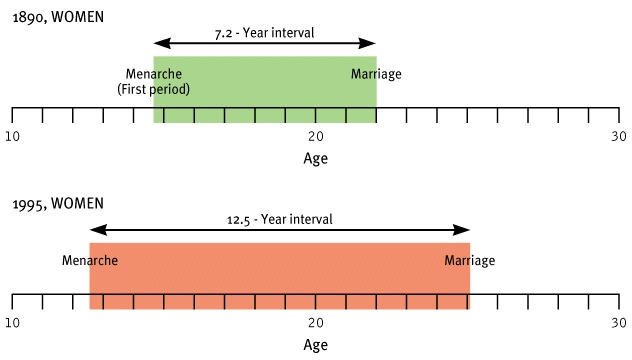 1890, WOMEN
7.2 - Year interval
Menarche
(First period)
Marriage
10 20 30
Age
1995, WOMEN
12.5 - Year interval
Menarche Marriage
10 20 30
Age